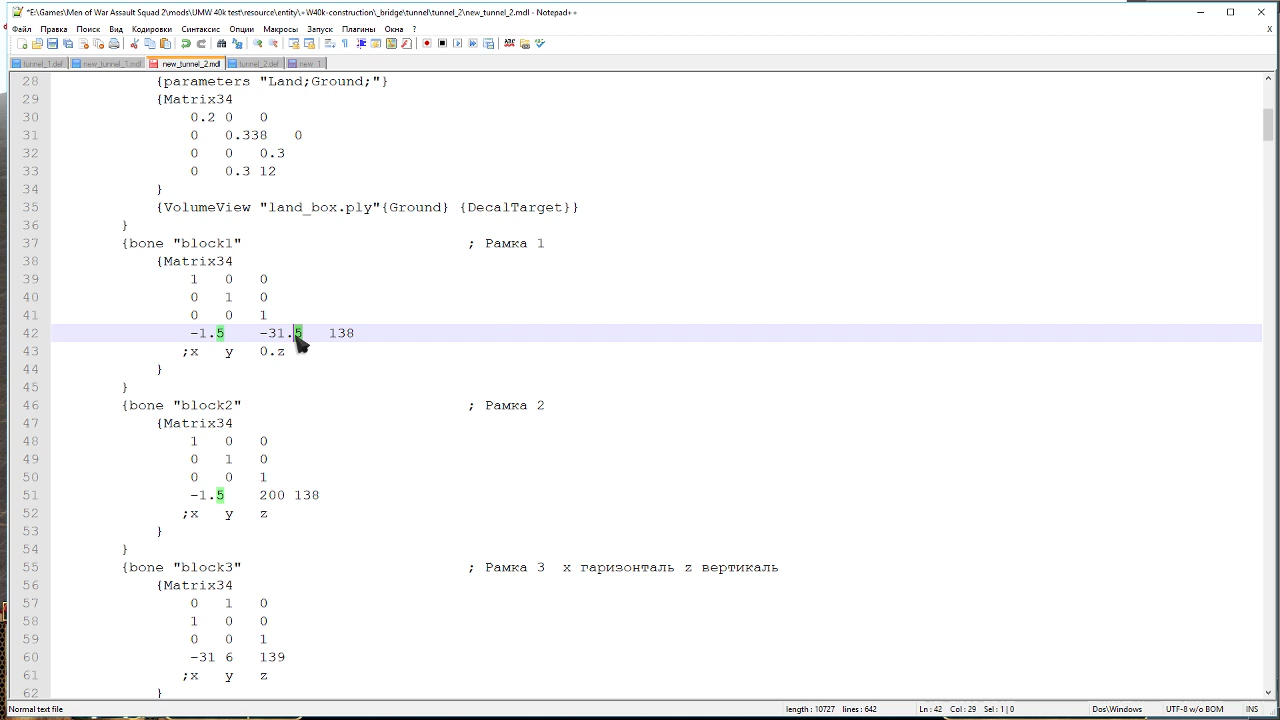 *E:\Games\Men of War Assault Squad 2\mods\UMW 40k test\resource\entity\+W40k-construction\_bridge\tunnel\tunnel_2\new_tunnel_2.mdl - Notepad++
Файл Правка Поиск Вид Кодировки Синтаксис Опции Макросы Запуск Плагины Окна ? X
tunnel_1.def new_tunnel_1.mdl new_tunnel_2.mdl tunnel_2.def new 1
28 {parameters "Land;Ground;"}
29 {Matrix34
30 0.2 0 0
31 0 0.338 0
32 0 0 0.3
33 0 0.3 12
34 }
35 {VolumeView "land_box.ply"{Ground} {DecalTarget}}
36 }
37 {bone "block1" ; Рамка 1
38 {Matrix34
39 1 0 0
40 0 1 0
41 0 0 1
42 -1.5 -31.5 138
43 ;x y 0.z
44 }
45 }
46 {bone "block2" ; Рамка 2
47 {Matrix34
48 1 0 0
49 0 1 0
50 0 0 1
51 -1.5 200 138
52 ;x y z
53 }
54 }
55 {bone "block3" ; Рамка 3 x гаризонталь z вертикаль
56 {Matrix34
57 0 1 0
58 1 0 0
59 0 0 1
60 -31 6 139
61 ;x y z
62 }
Normal text file length : 10727 lines : 642 Ln : 42 Col : 29 Sel : 1 | 0 Dos\Windows UTF-8 w/o BOM INS